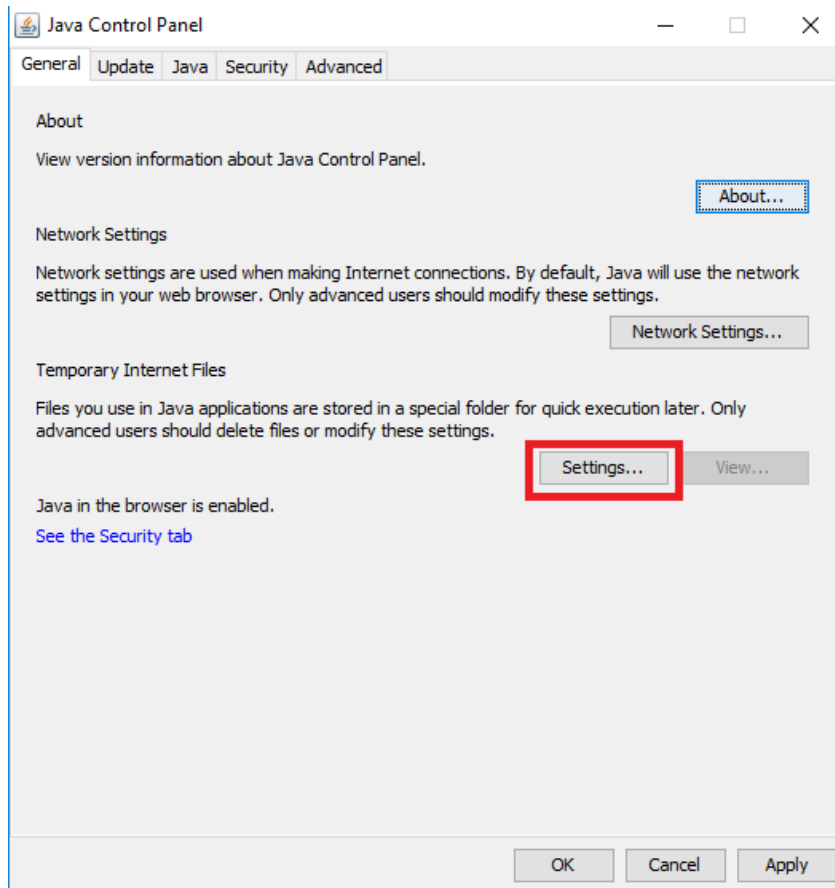 Java Control Panel
General Update Java Security Advanced
About
View version information about Java Control Panel.
About...
Network Settings
Network settings are used when making Internet connections. By default, Java will use the network
settings in your web browser. Only advanced users should modify these settings.
Network Settings...
Temporary Internet Files
Files you use in Java applications are stored in a special folder for quick execution later. Only
advanced users should delete files or modify these settings.
Settings... View...
Java in the browser is enabled.
See the Security tab
OK Cancel Apply